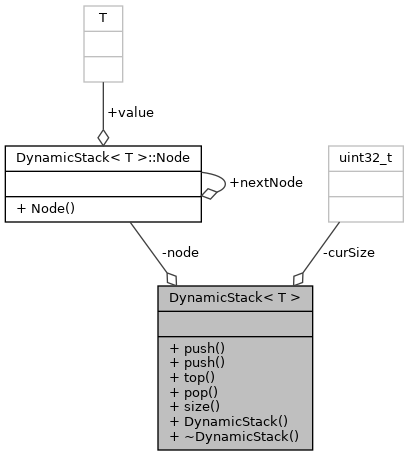 T
+value
DynamicStack< T >::Node
uint32_t
+nextNode
+ Node()
-node
-curSize
DynamicStack< T >
+ push()
+ push()
+ top()
+ pop()
+ size()
+ DynamicStack()
+ ~DynamicStack()